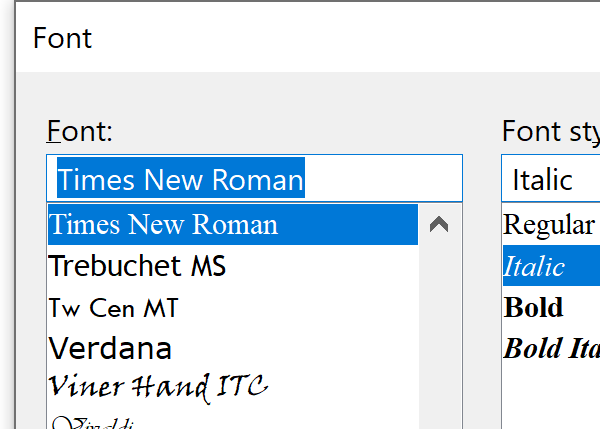 Font
Font:
Font sty
Times New Roman
Italic
Times New Roman
Regular
Trebuchet MS
Italic
Tw Cen MT
Bold
Verdana
Bold Ita
Viner Hand ITC
Vivaldi